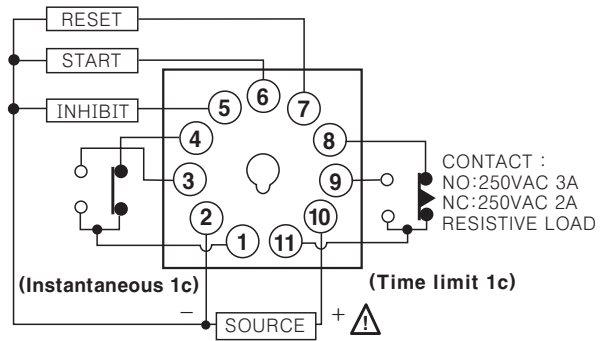 RESET
START
INHIBIT
6
7
5
4
8
3
9
2
10
1
11
CONTACT :
NO:250VAC 3A
NC:250VAC 2A
RESISTIVE LOAD
(Instantaneous 1c)
(Time limit 1c)
− SOURCE +